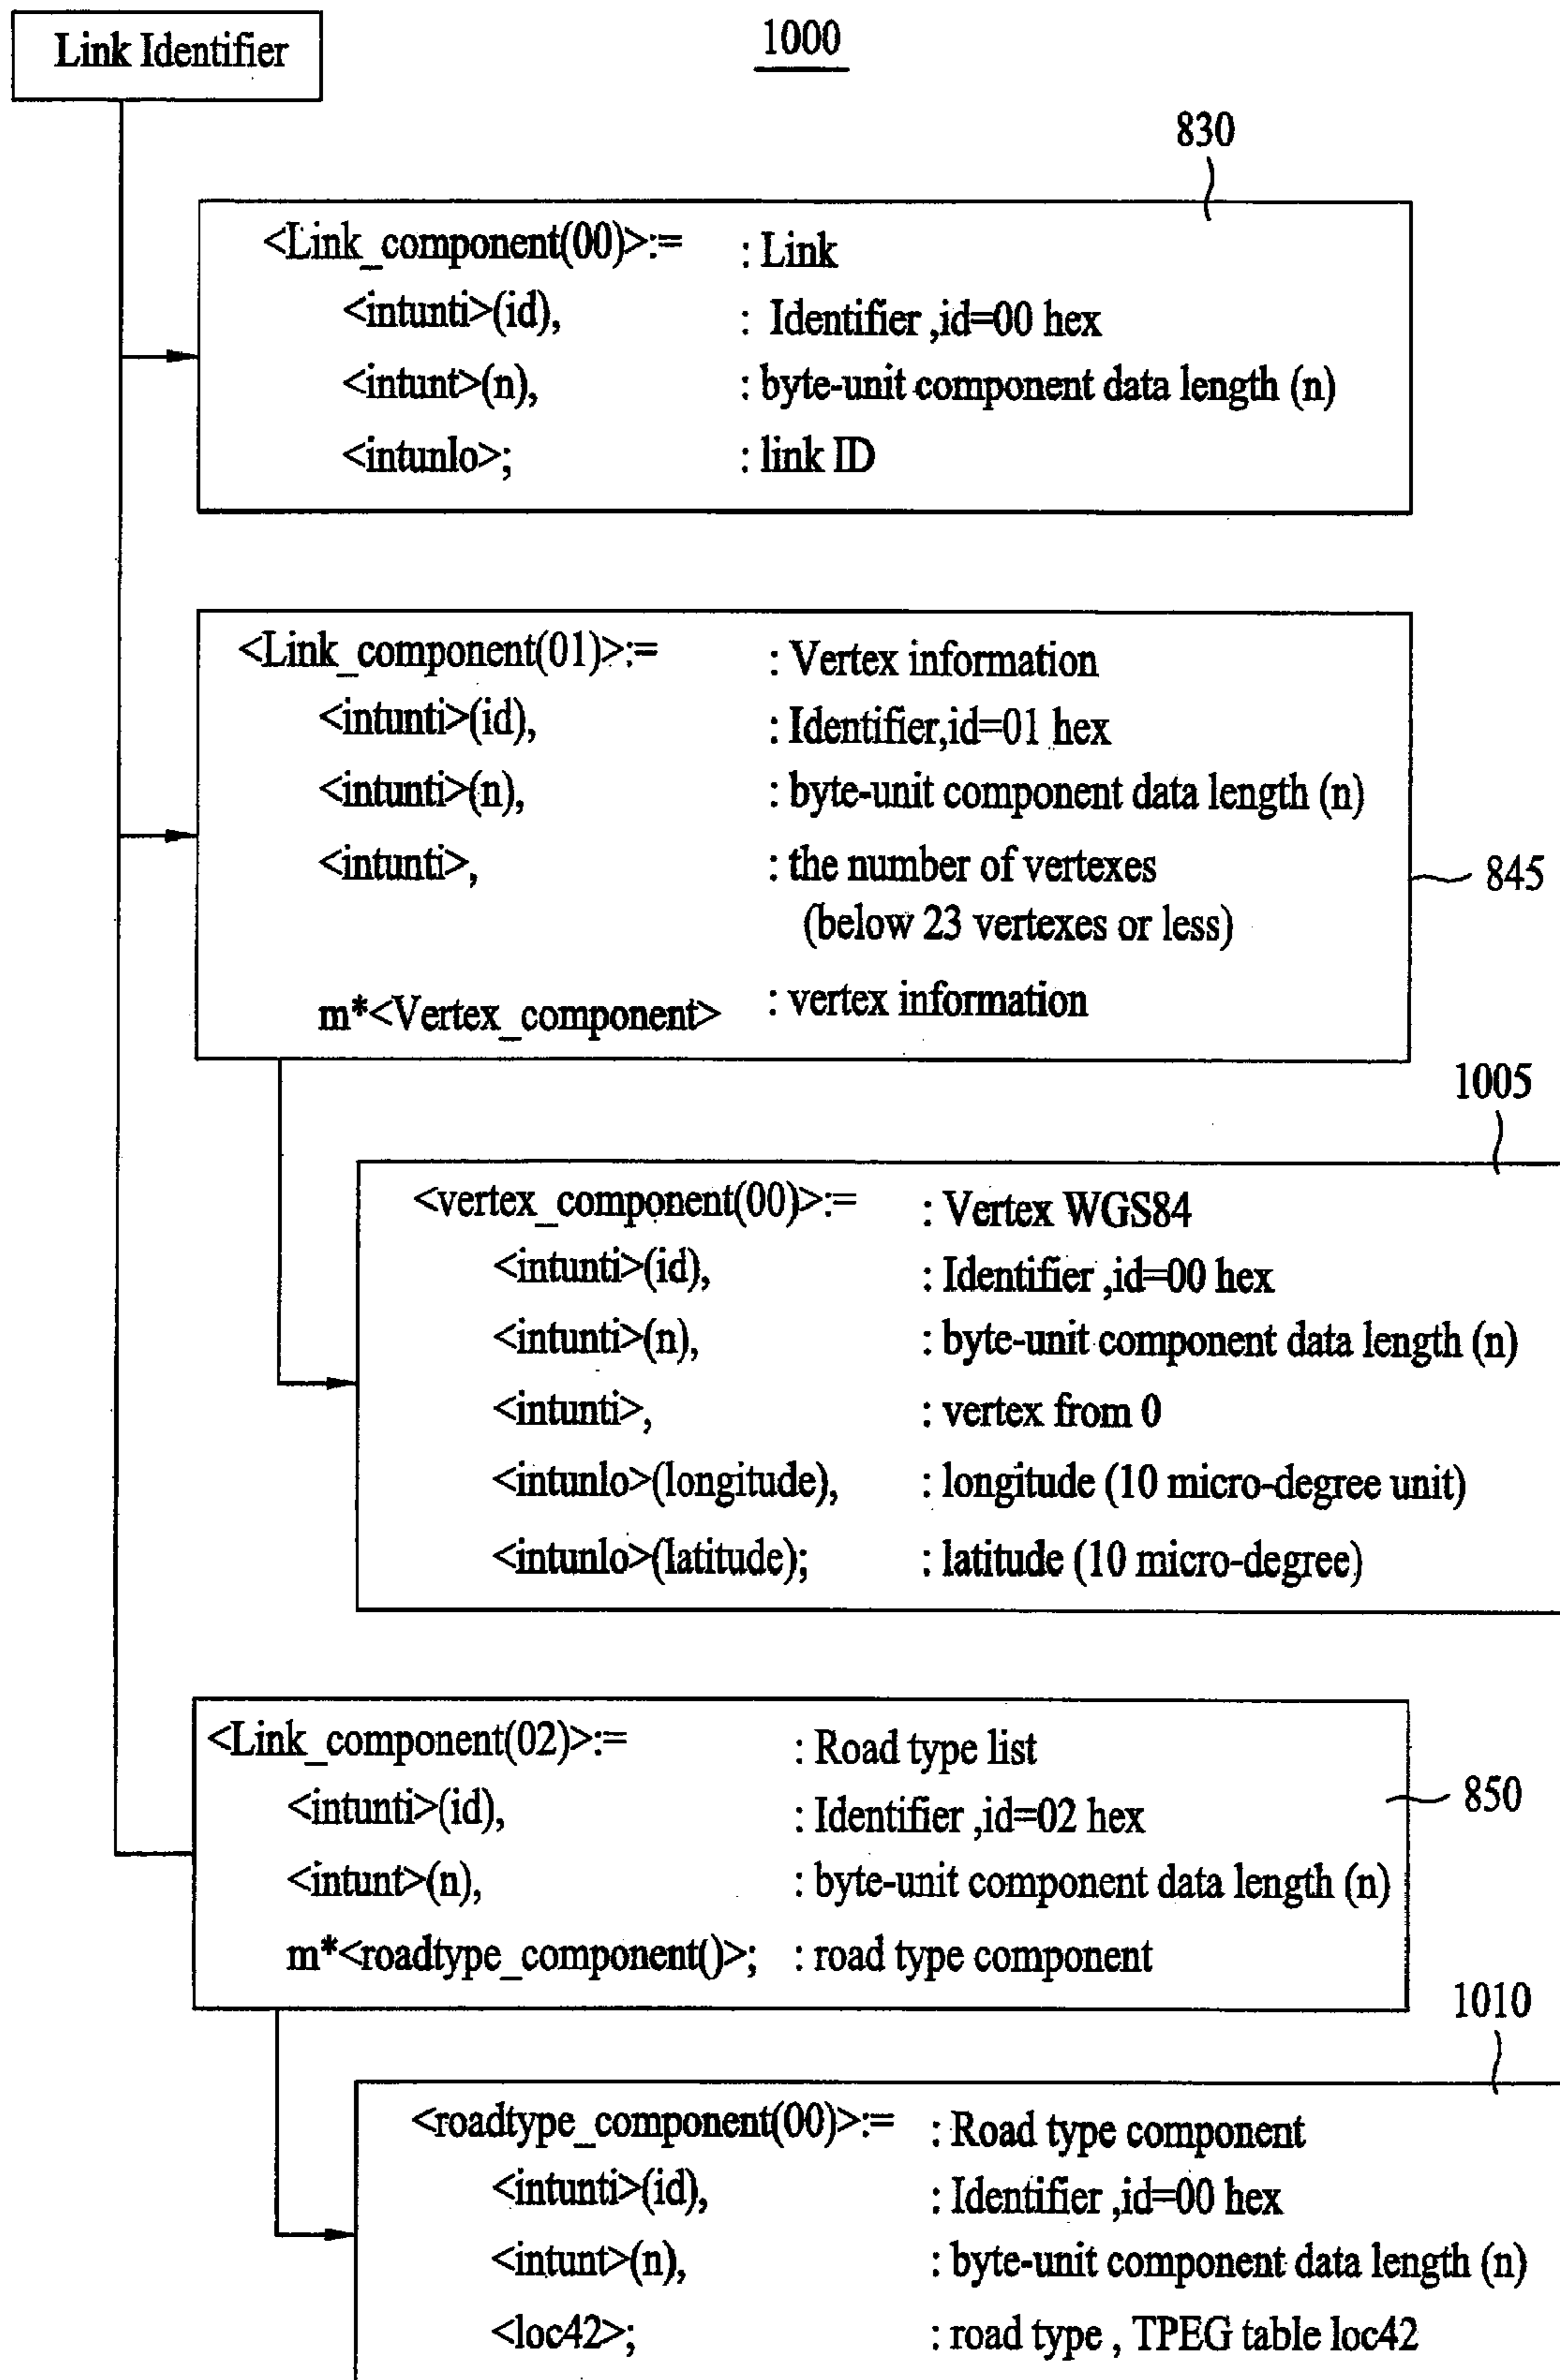 Link Identifier
1000
830
<Link_component(00)>:= : Link
<intunti>(id), : Identifier ,id=00 hex
<intunt>(n), : byte-unit component data length (n)
<intunlo>; : link ID
<Link_component(01)>:= : Vertex information
<intunti>(id), : Identifier,id=01 hex
<intunti>(n), : byte-unit component data length (n)
<intunti>, : the number of vertexes
(below 23 vertexes or less)
845
m*<Vertex_component> : vertex information
1005
<vertex_component(00)>:= : Vertex WGS84
<intunti>(id), : Identifier ,id=00 hex
<intunti>(n), : byte-unit component data length (n)
<intunti>, : vertex from 0
<intunlo>(longitude), : longitude (10 micro-degree unit)
<intunlo>(latitude); : latitude (10 micro-degree)
<Link_component(02)>:= : Road type list
850
<intunti>(id), : Identifier ,id=02 hex
<intunt>(n), : byte-unit component data length (n)
m*<roadtype_component()>; : road type component
1010
<roadtype_component(00)>:= : Road type component
<intunti>(id), : Identifier ,id=00 hex
<intunt>(n), : byte-unit component data length (n)
<loc42>; : road type , TPEG table loc42